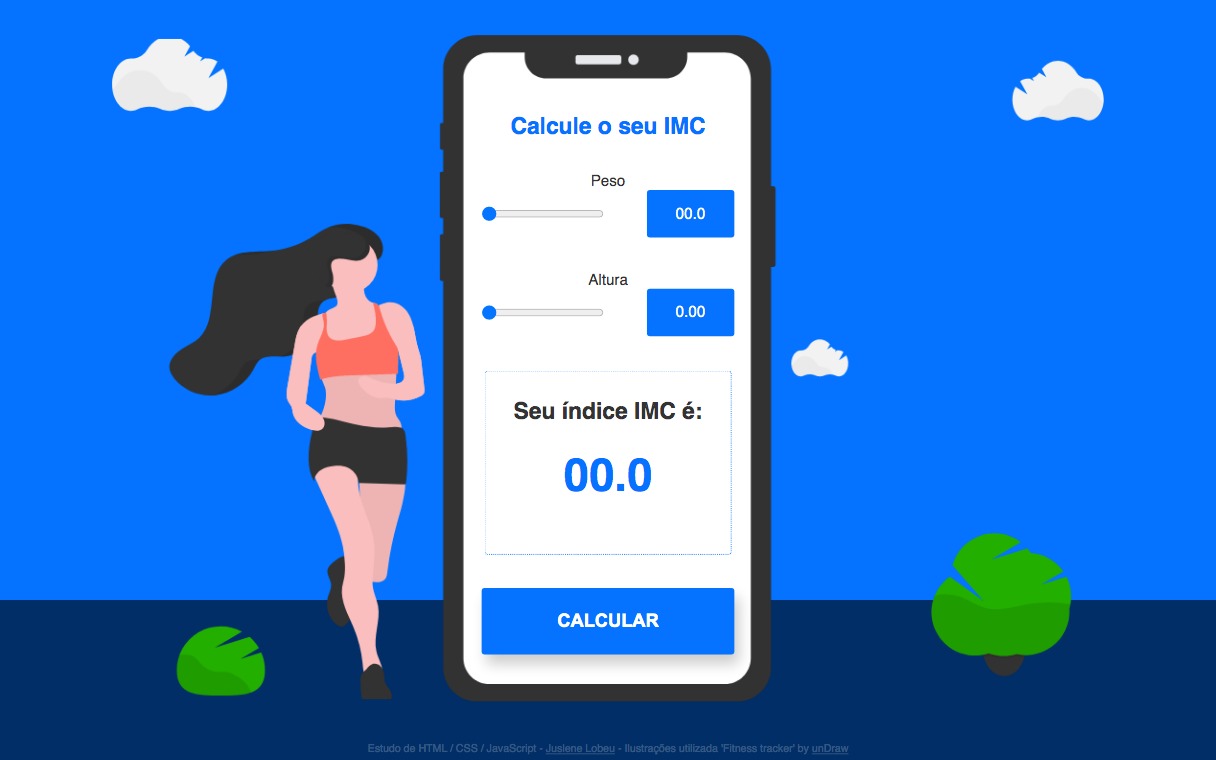 Calcule o seu IMC
Peso
00.0
Altura
0.00
Seu índice IMC é:
00.0
CALCULAR
Estudo de HTML / CSS / JavaScript - Juslene Lobeu - Ilustrações utilizada 'Fitness tracker' by unDraw